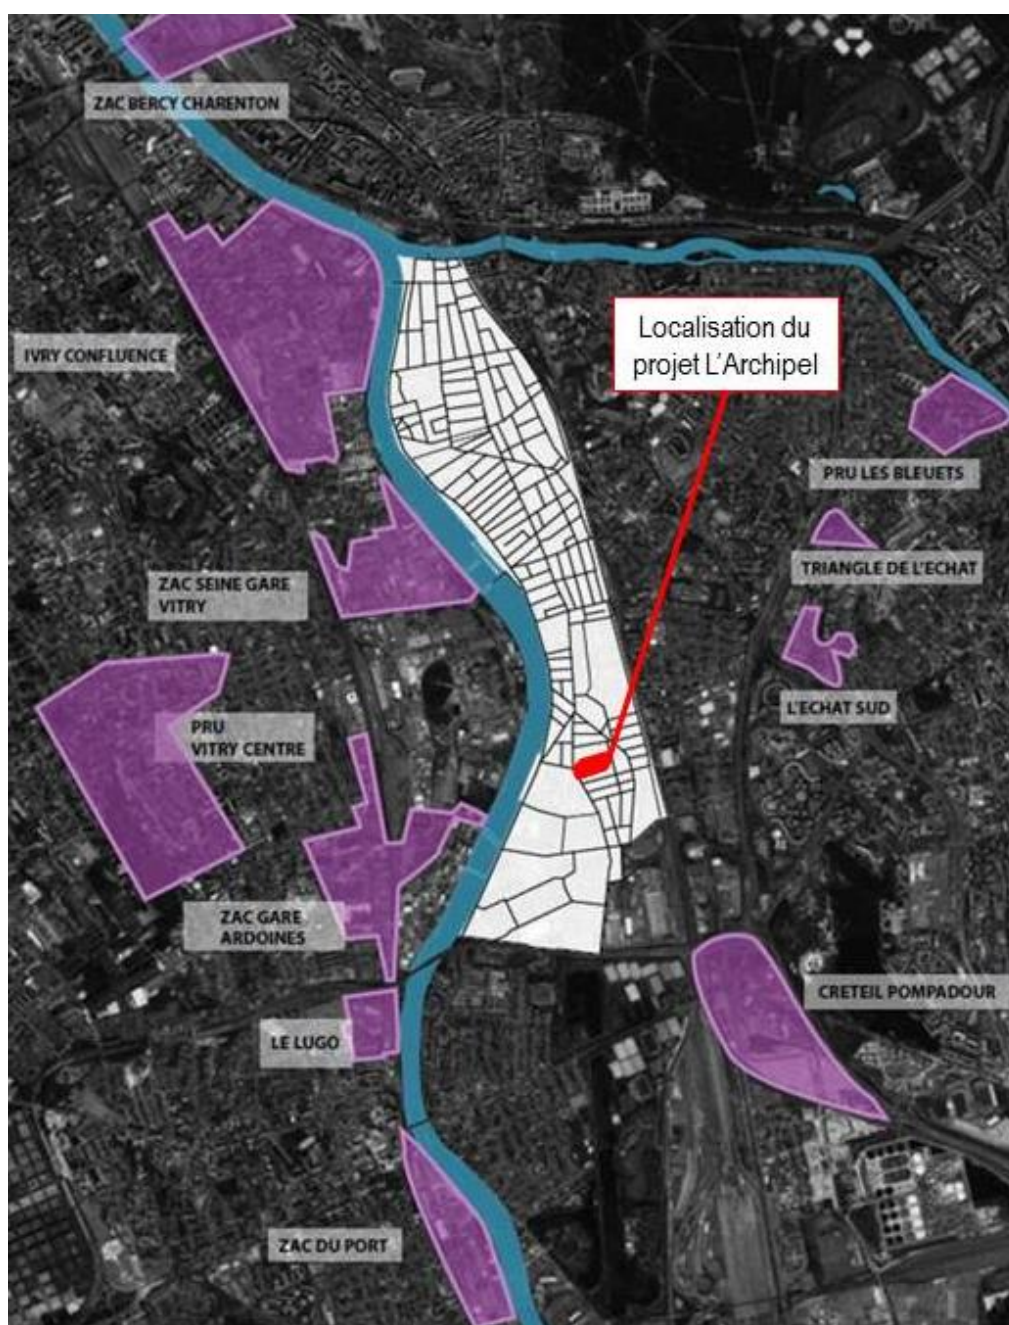 ZAC BERCY CHARENTON
Localisation du
projet L'Archipel
IVRY CONFLUENCE
PRU LES BLEUETS
TRIANGLE DE L'ECHAT
ZAC SEINE GARE
VITRY
L'ECHAT SUD
PRU
VITRY CENTRE
ZAC GARE
ARDOINES
CRETEIL POMPADOUR
LE LUGO
ZAC DU PORT